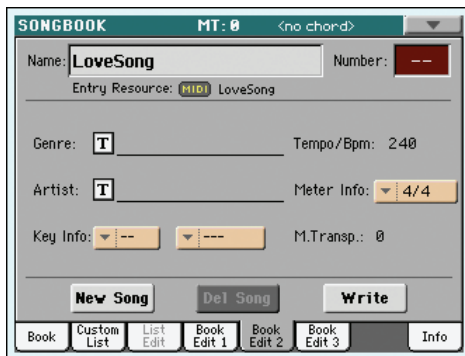 SONGBOOK MT:0 <no chord>
Name: LoveSong Number: --
Entry Resource: MIDI LoveSong
Genre: T Tempo/Bpm: 240
Artist: T Meter Info: 4/4
Key Info: -- --- M.Transp.: 0
New Song Del Song Write
Book Custom List List Edit Book Edit 1 Book Edit 2 Book Edit 3 Info